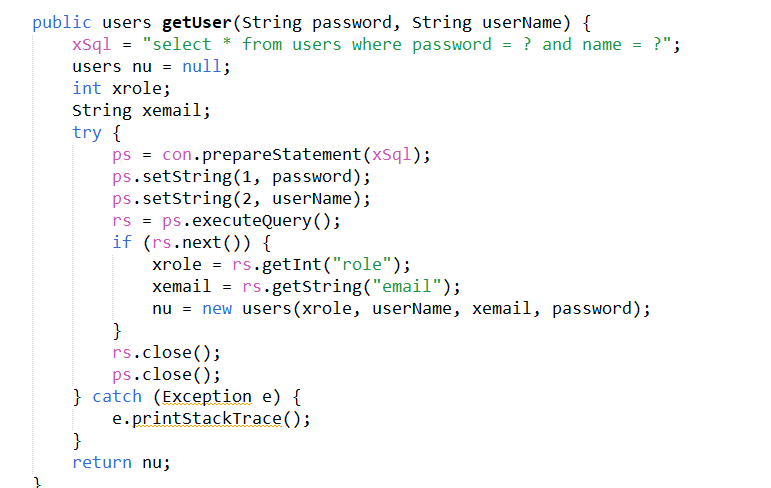 public users getUser(String password, String userName) {
    xSql = "select * from users where password = ? and name = ?";
    users nu = null;
    int xrole;
    String xemail;
    try {
        ps = con.prepareStatement(xSql);
        ps.setString(1, password);
        ps.setString(2, userName);
        rs = ps.executeQuery();
        if (rs.next()) {
            xrole = rs.getInt("role");
            xemail = rs.getString("email");
            nu = new users(xrole, userName, xemail, password);
        }
        rs.close();
        ps.close();
    } catch (Exception e) {
        e.printStackTrace();
    }
    return nu;
}